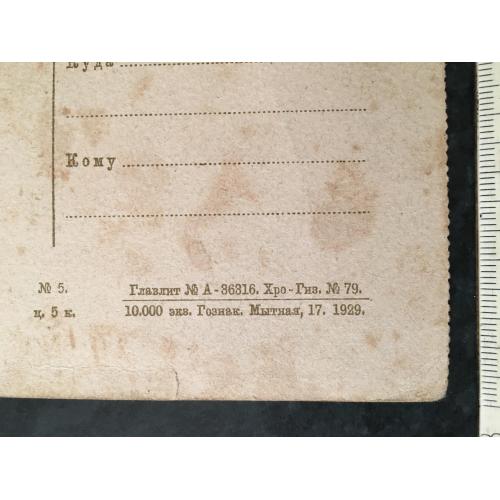 Куда
Кому
№ 5.
ц. 5 к.
Главлит № А-36316. Хро-Гиз. № 79.
10.000 экз. Гознак. Мытная, 17. 1929.